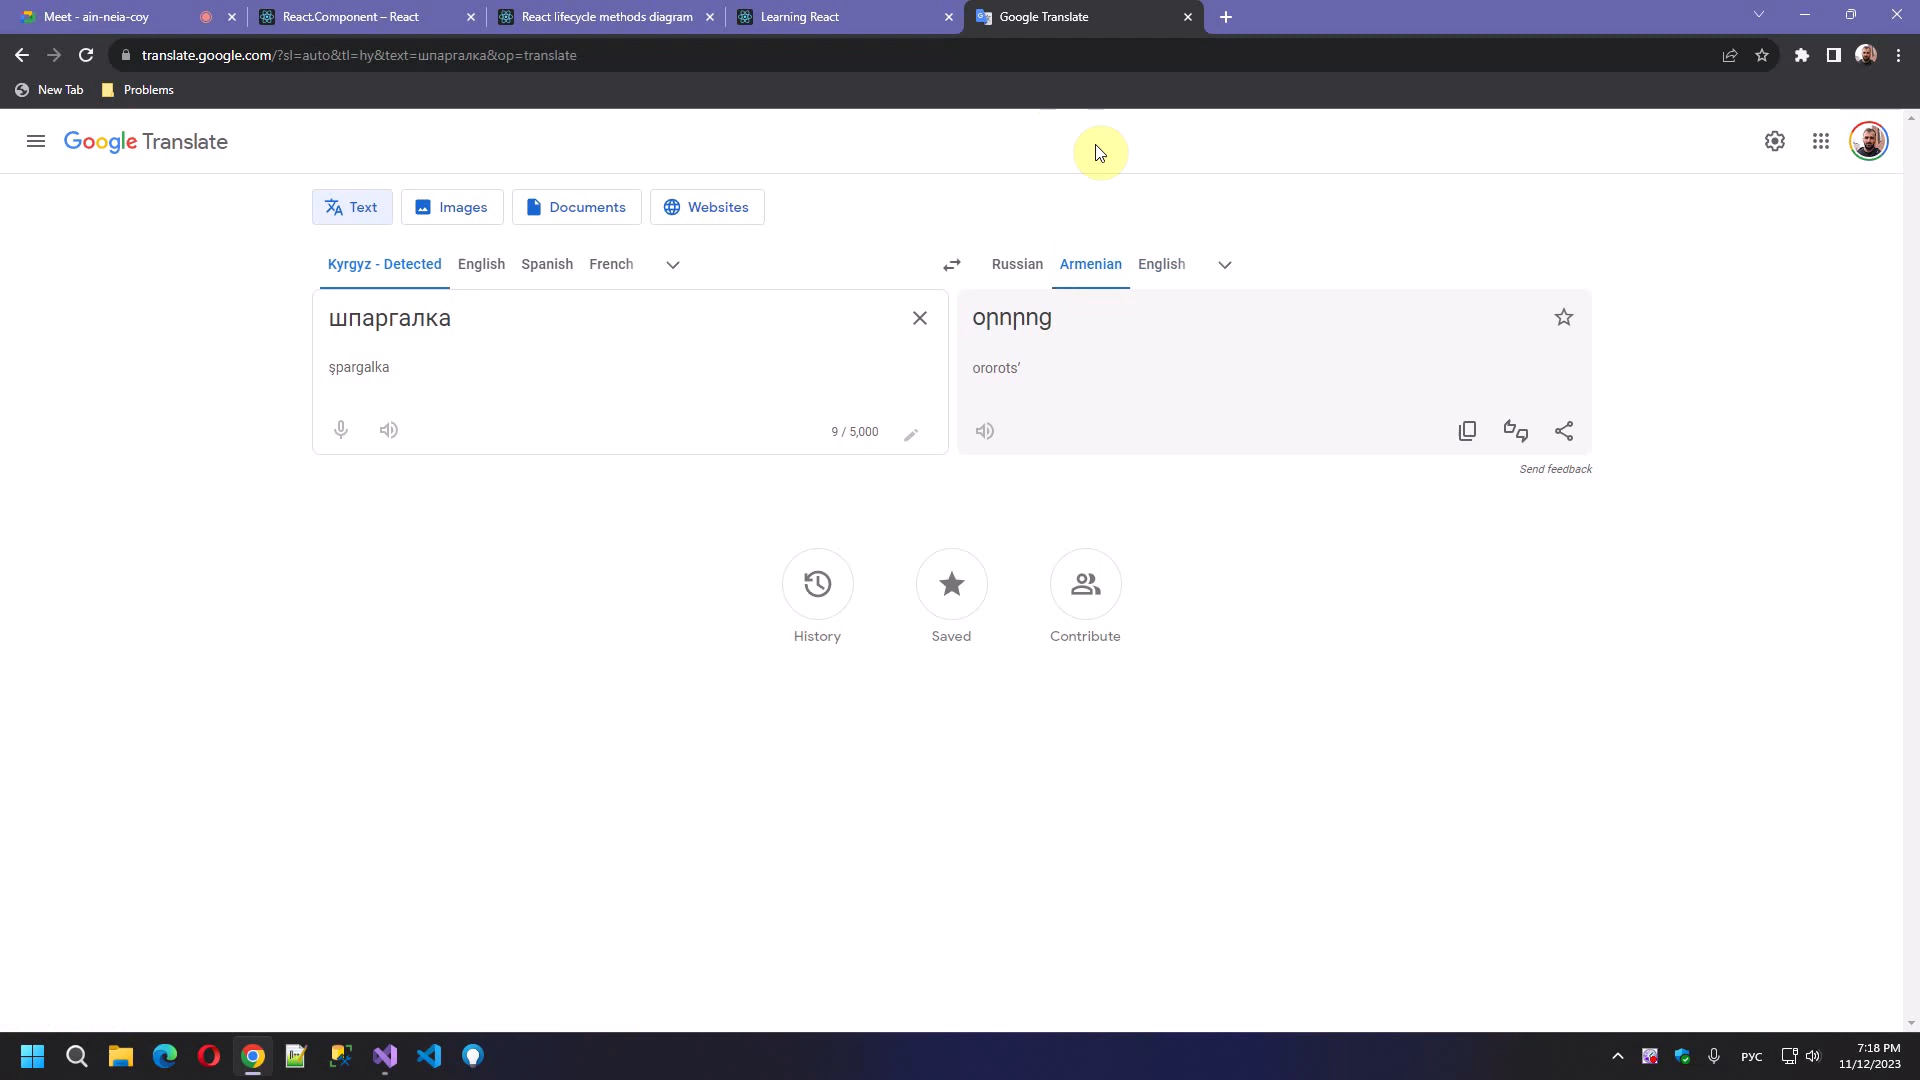 Meet - ain-neia-coy
React.Component – React
React lifecycle methods diagram
Learning React
Google Translate
translate.google.com/?sl=auto&tl=hy&text=шпаргалка&op=translate
New Tab
Problems
Google Translate
Text
Images
Documents
Websites
Kyrgyz - Detected
English
Spanish
French
Russian
Armenian
English
шпаргалка
օրորոց
şpargalka
ororots’
9 / 5,000
Send feedback
History
Saved
Contribute
РУС
7:18 PM
11/12/2023